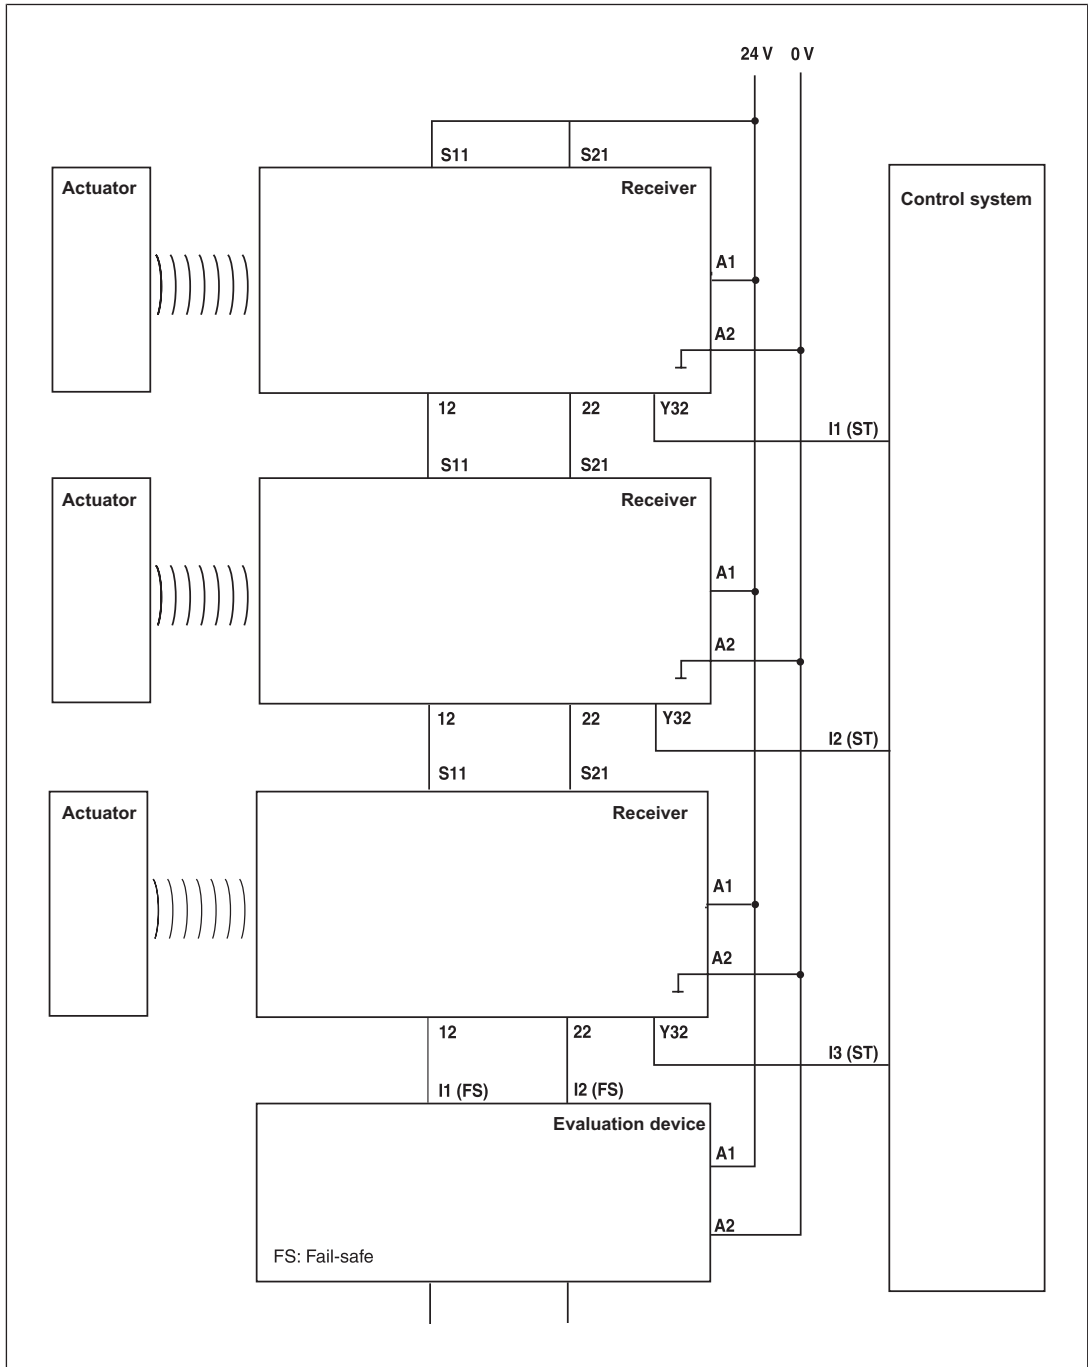 24 V 0 V
S11 S21
Actuator Receiver Control system
A1
A2
12 22 Y32
I1 (ST)
S11 S21
Actuator Receiver
A1
A2
12 22 Y32
I2 (ST)
S11 S21
Actuator Receiver
A1
A2
12 22 Y32
I3 (ST)
I1 (FS) I2 (FS)
Evaluation device
A1
A2
FS: Fail-safe